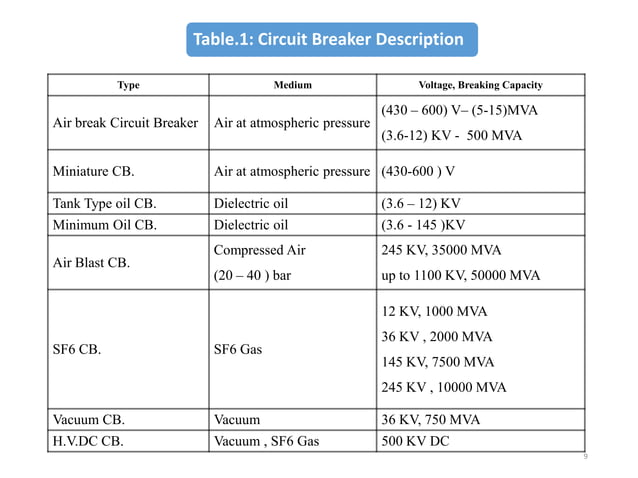 Table.1: Circuit Breaker Description
Type Medium Voltage, Breaking Capacity
Air break Circuit Breaker Air at atmospheric pressure (430 – 600) V– (5-15)MVA
(3.6-12) KV - 500 MVA
Miniature CB. Air at atmospheric pressure (430-600 ) V
Tank Type oil CB. Dielectric oil (3.6 – 12) KV
Minimum Oil CB. Dielectric oil (3.6 - 145 )KV
Air Blast CB. Compressed Air 245 KV, 35000 MVA
(20 – 40 ) bar up to 1100 KV, 50000 MVA
SF6 CB. SF6 Gas 12 KV, 1000 MVA
36 KV , 2000 MVA
145 KV, 7500 MVA
245 KV , 10000 MVA
Vacuum CB. Vacuum 36 KV, 750 MVA
H.V.DC CB. Vacuum , SF6 Gas 500 KV DC
9